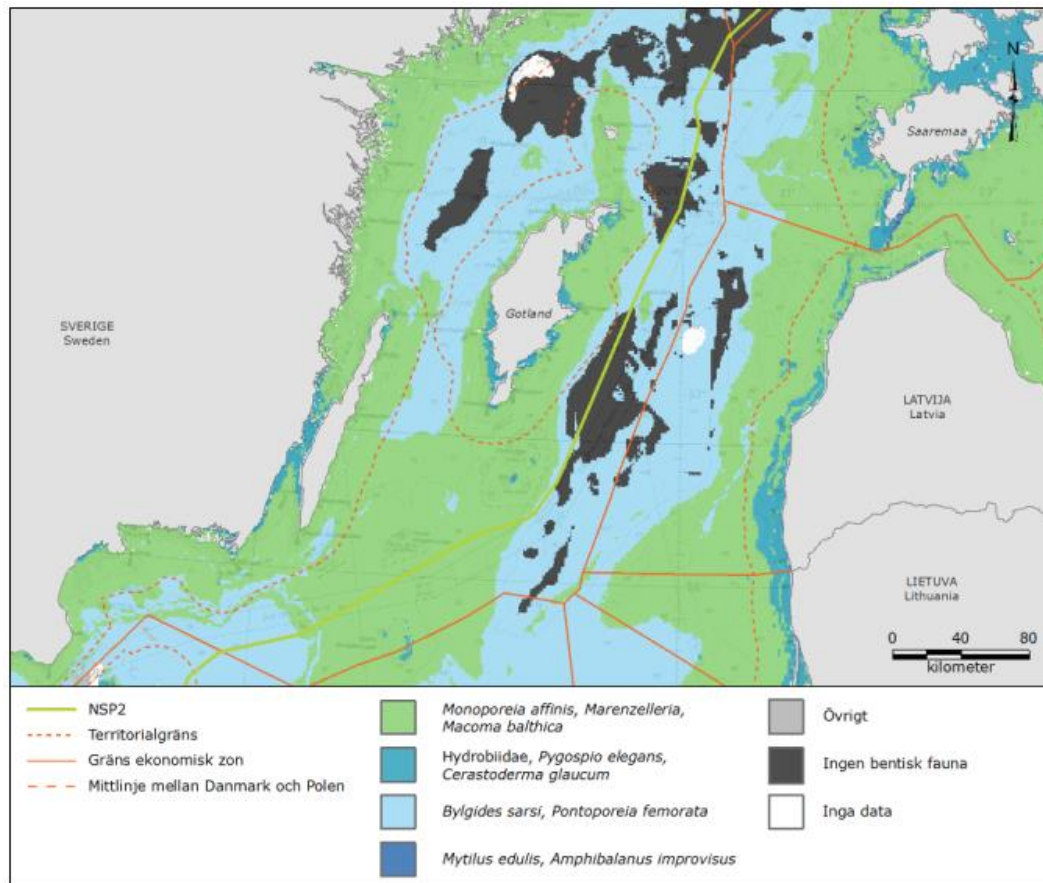 N
Saaremaa
SVERIGE
Sweden
Gotland
LATVIJA
Latvia
LIETUVA
Lithuania
0 40 80
kilometer
NSP2
Territorialgräns
Gräns ekonomisk zon
Mittlinje mellan Danmark och Polen
Monoporeia affinis, Marenzelleria,
Macoma balthica
Hydrobiidae, Pygospio elegans,
Cerastoderma glaucum
Bylgides sarsi, Pontoporeia femorata
Mytilus edulis, Amphibalanus improvisus
Övrigt
Ingen bentisk fauna
Inga data